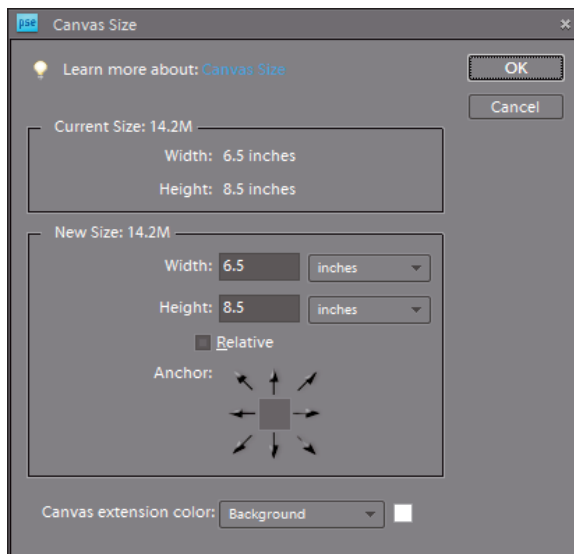 pse Canvas Size x
Learn more about: Canvas Size
OK
Cancel
Current Size: 14.2M
Width: 6.5 inches
Height: 8.5 inches
New Size: 14.2M
Width: 6.5 inches
Height: 8.5 inches
Relative
Anchor:
Canvas extension color: Background